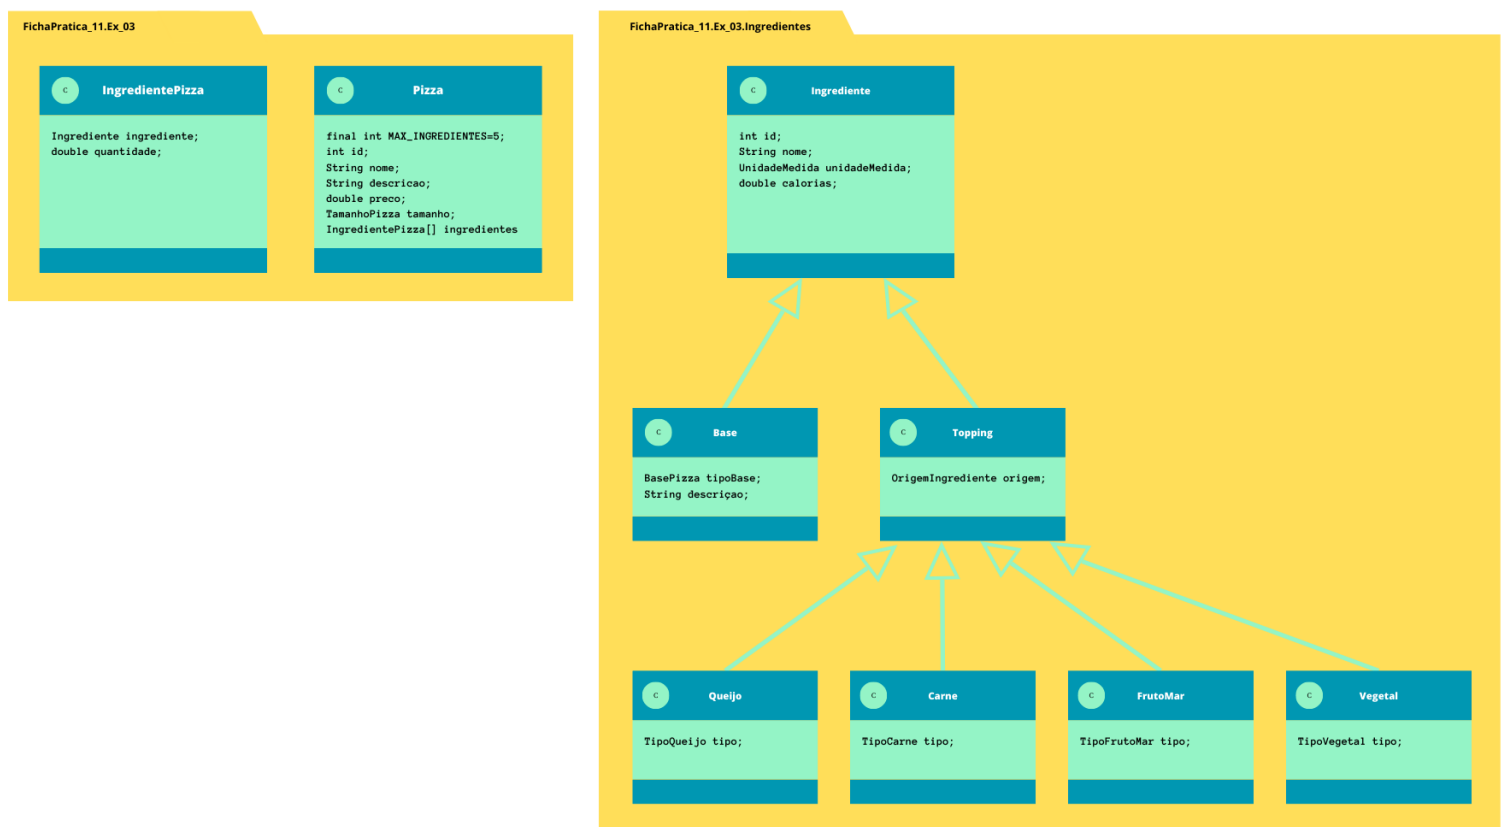 FichaPratica_11.Ex_03
C
IngredientePizza
Ingrediente ingrediente;
double quantidade;
C
Pizza
final int MAX_INGREDIENTES=5;
int id;
String nome;
String descricao;
double preco;
TamanhoPizza tamanho;
IngredientePizza[] ingredientes
FichaPratica_11.Ex_03.Ingredientes
C
Ingrediente
int id;
String nome;
UnidadeMedida unidadeMedida;
double calorias;
C
Base
BasePizza tipoBase;
String descriçao;
C
Topping
OrigemIngrediente origem;
C
Queijo
TipoQueijo tipo;
C
Carne
TipoCarne tipo;
C
FrutoMar
TipoFrutoMar tipo;
C
Vegetal
TipoVegetal tipo;